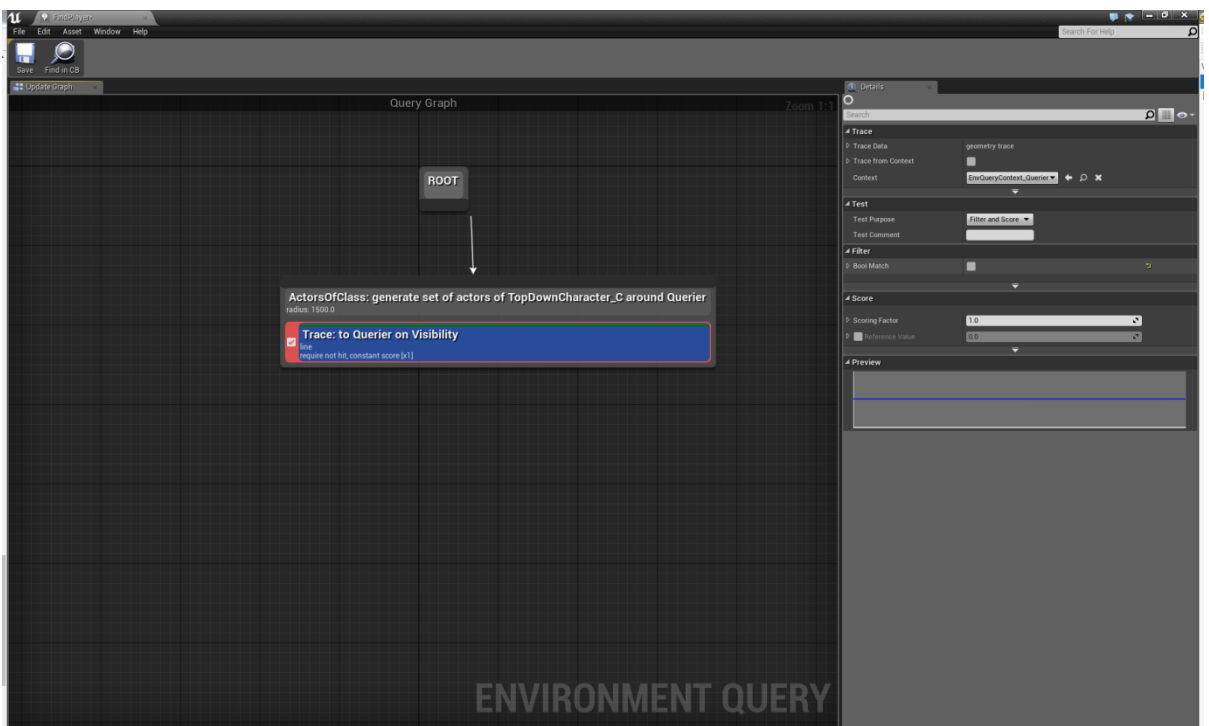 FindPlayer*
File Edit Asset Window Help
Search For Help
Save Find in CB
Update Graph
Query Graph
Zoom 1:1
ROOT
ActorsOfClass: generate set of actors of TopDownCharacter_C around Querier
radius: 1500.0
Trace: to Querier on Visibility
line
require not hit, constant score [x1]
ENVIRONMENT QUERY
Details
Search
Trace
Trace Data geometry trace
Trace from Context
Context EnvQueryContext_Querier
Test
Test Purpose Filter and Score
Test Comment
Filter
Bool Match
Score
Scoring Factor 1.0
Reference Value 0.0
Preview